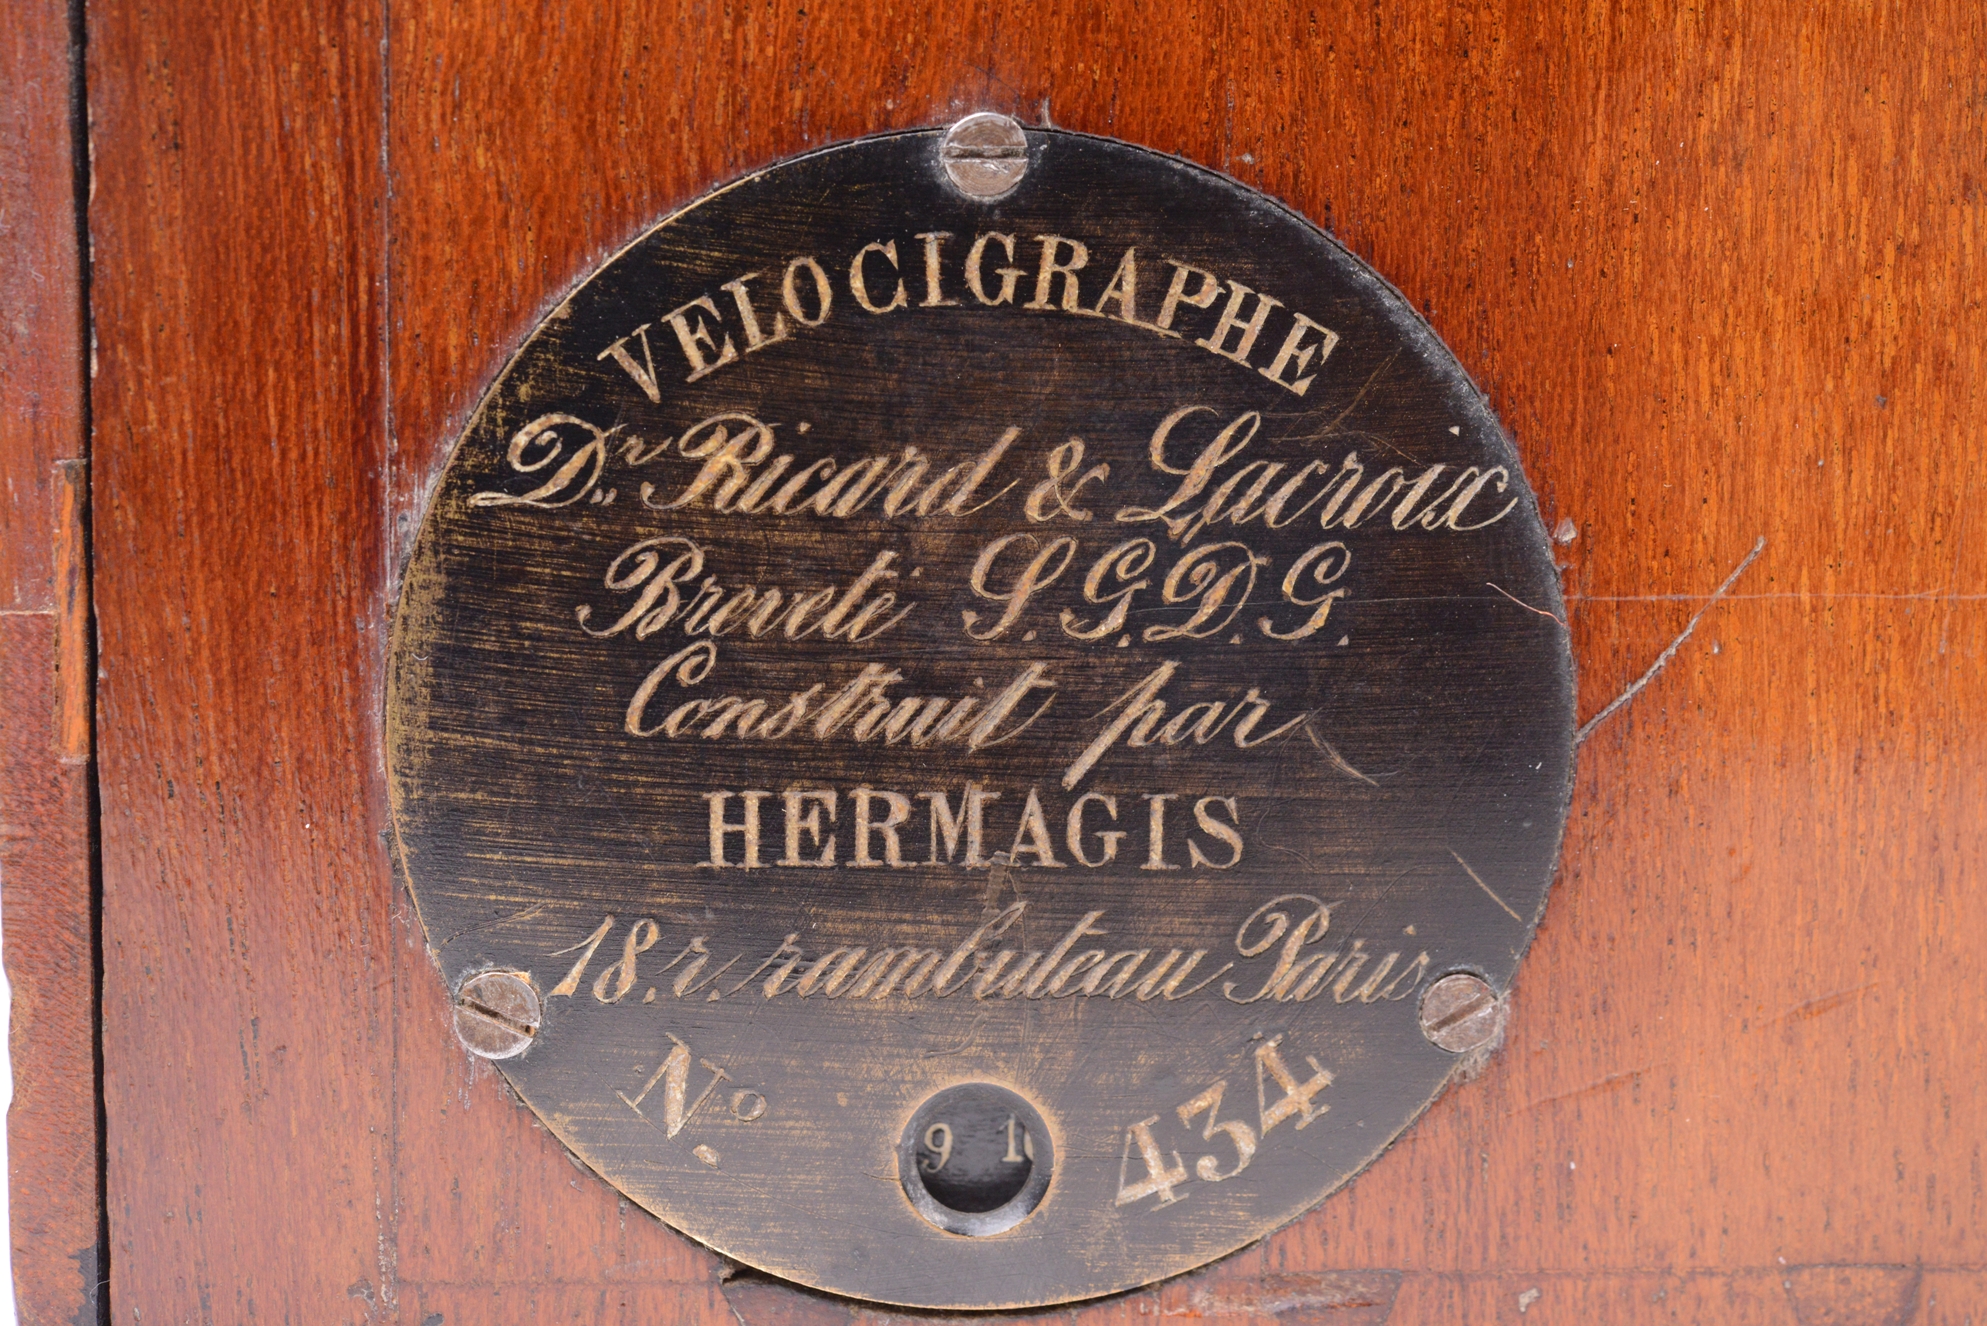 VELOCIGRAPHE
Dr. Ricard & Lacroix
Breveté S.G.D.G.
Construit par
HERMAGIS
18. r. rambuteau Paris
No. 434
9 1